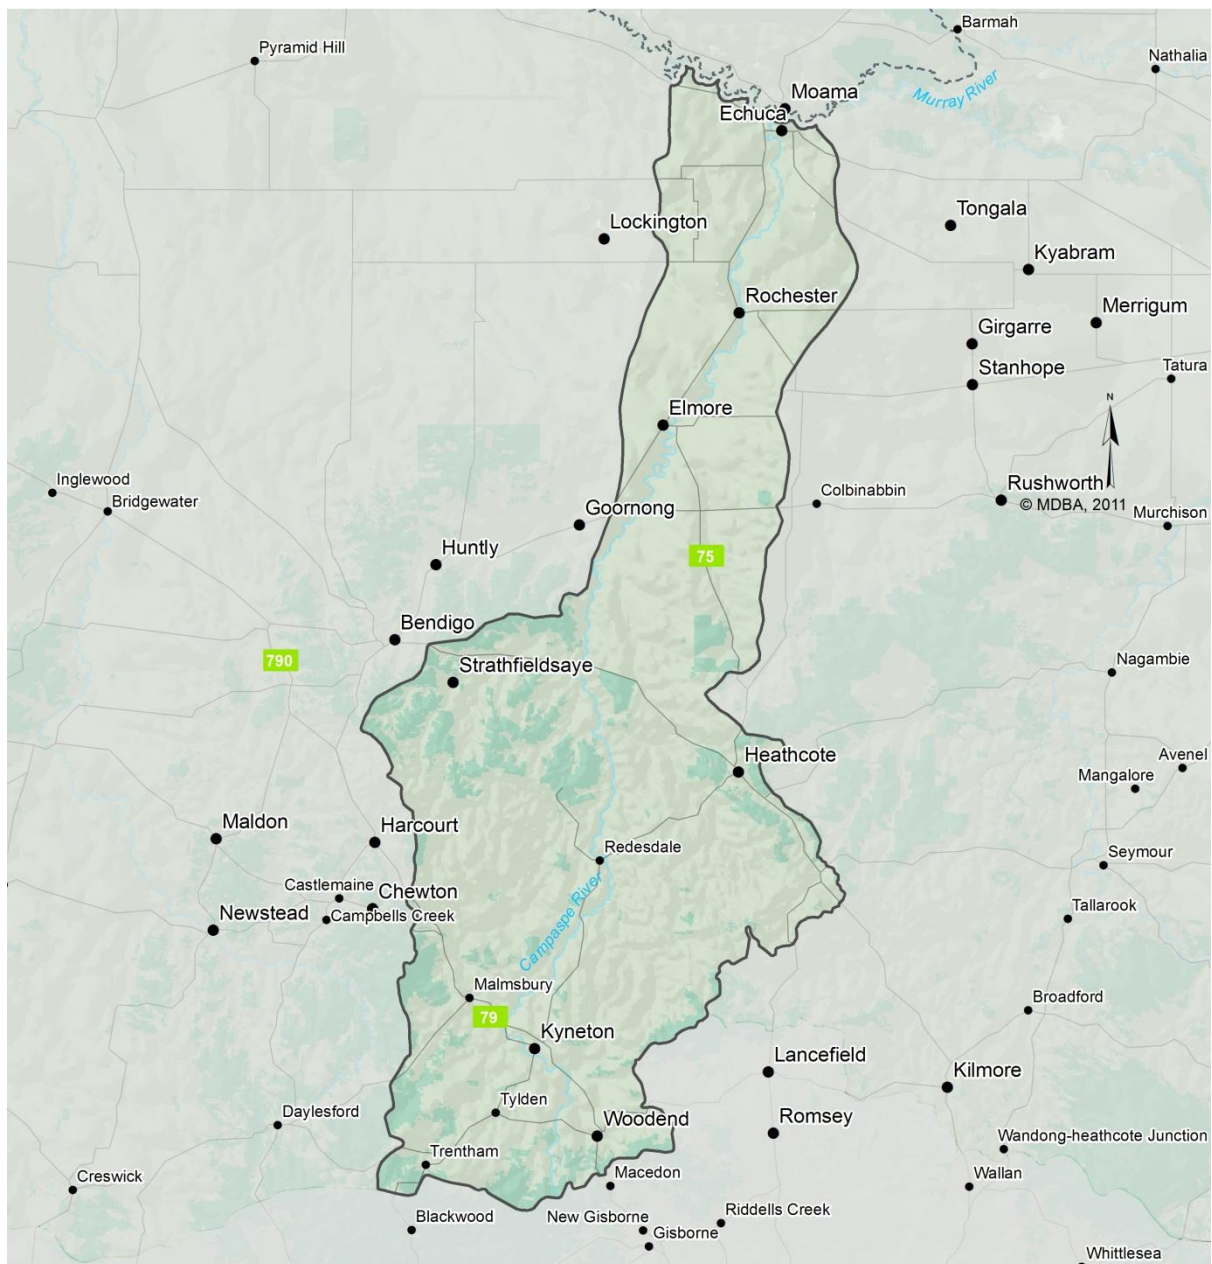 Barmah
Pyramid Hill
Nathalia
Moama
Murray River
Echuca
Tongala
Lockington
Kyabram
Rochester
Merrigum
Girgarre
Stanhope
Tatura
N
Elmore
Inglewood
Rushworth
Colbinabbin
Bridgewater
© MDBA, 2011
Goornong
Murchison
Huntly
75
Bendigo
790
Strathfieldsaye
Nagambie
Heathcote
Avenel
Mangalore
Maldon
Harcourt
Redesdale
Seymour
Castlemaine
Chewton
Newstead
Campbells Creek
Tallarook
Campaspe River
Malmsbury
Broadford
79
Kyneton
Lancefield
Kilmore
Tylden
Daylesford
Woodend
Romsey
Wandong-heathcote Junction
Trentham
Macedon
Wallan
Creswick
Blackwood
New Gisborne
Riddells Creek
Gisborne
Whittlesea